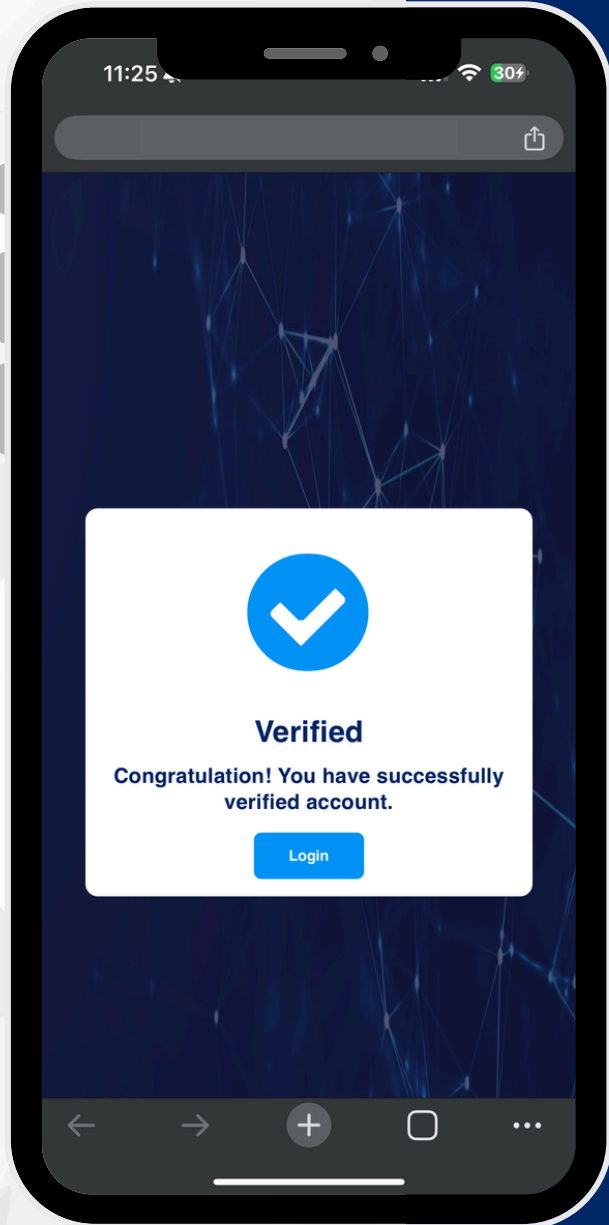 11:25
30
Verified
Congratulation! You have successfully
verified account.
Login